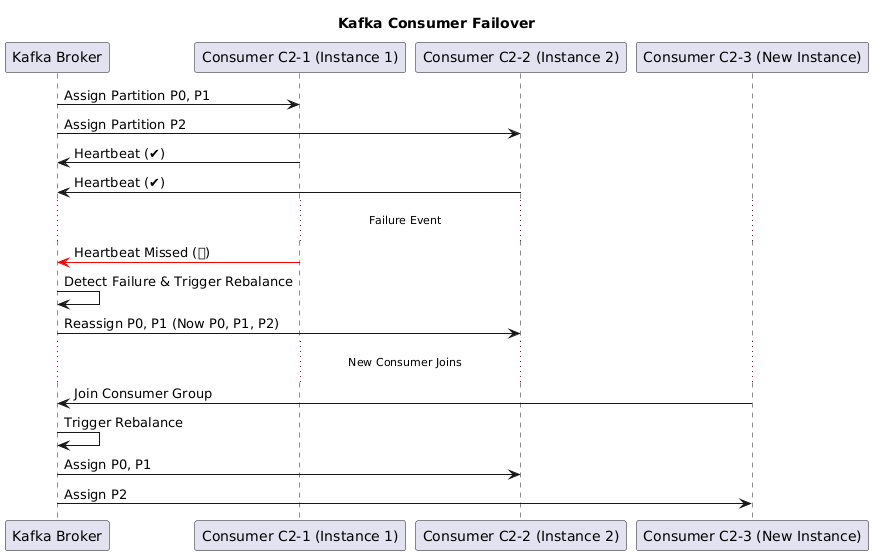 Kafka Consumer Failover
Kafka Broker
Consumer C2-1 (Instance 1)
Consumer C2-2 (Instance 2)
Consumer C2-3 (New Instance)
Assign Partition P0, P1
Assign Partition P2
Heartbeat (✔)
Heartbeat (✔)
Failure Event
Heartbeat Missed (▯)
Detect Failure & Trigger Rebalance
Reassign P0, P1 (Now P0, P1, P2)
New Consumer Joins
Join Consumer Group
Trigger Rebalance
Assign P0, P1
Assign P2
Kafka Broker
Consumer C2-1 (Instance 1)
Consumer C2-2 (Instance 2)
Consumer C2-3 (New Instance)